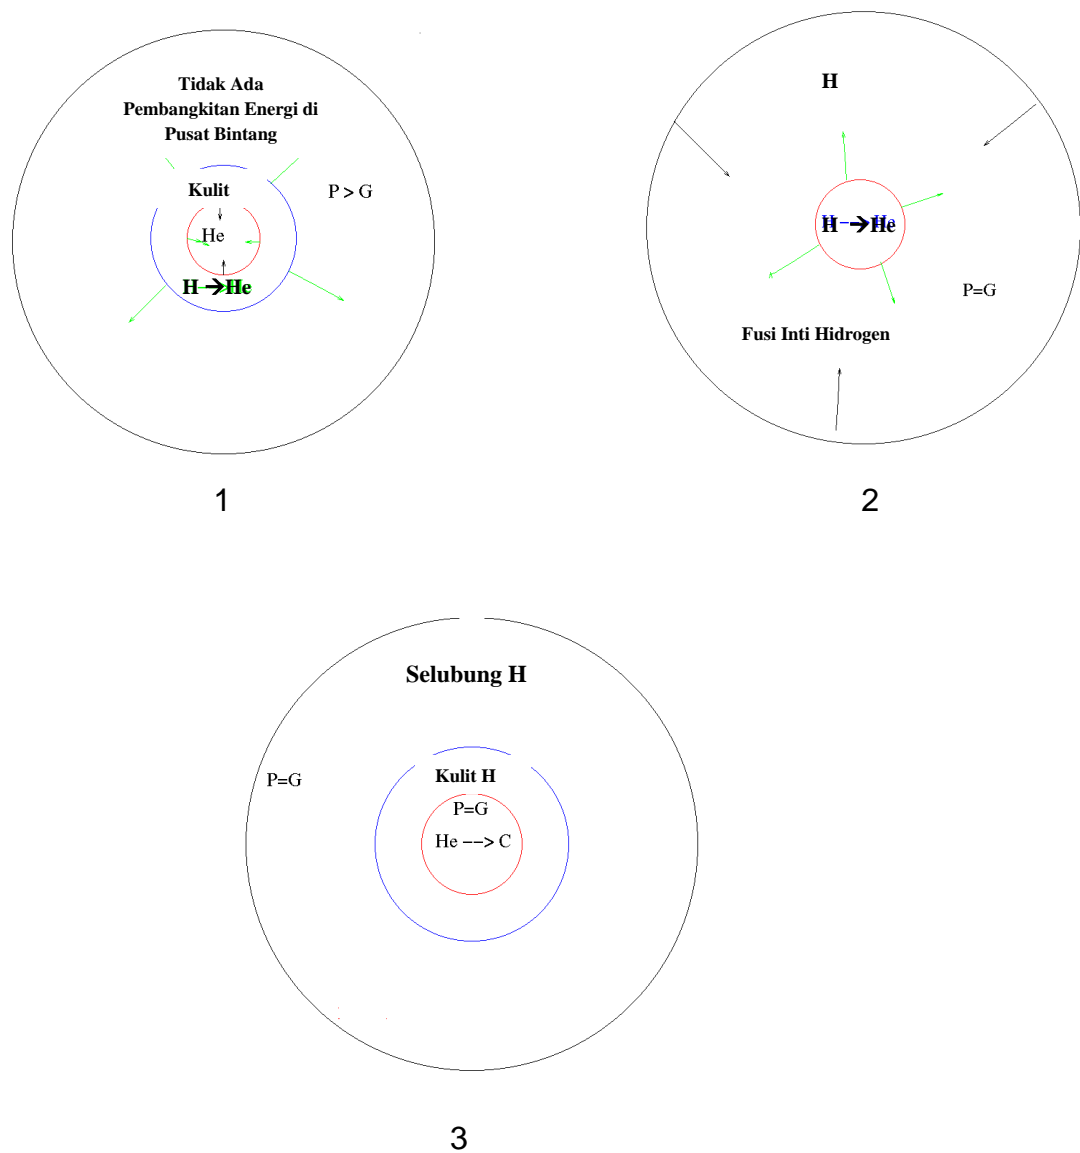 Tidak Ada
Pembangkitan Energi di
Pusat Bintang
Kulit
P > G
He
H → He
1
H
H → He
P=G
Fusi Inti Hidrogen
2
Selubung H
P=G
Kulit H
P=G
He --> C
3